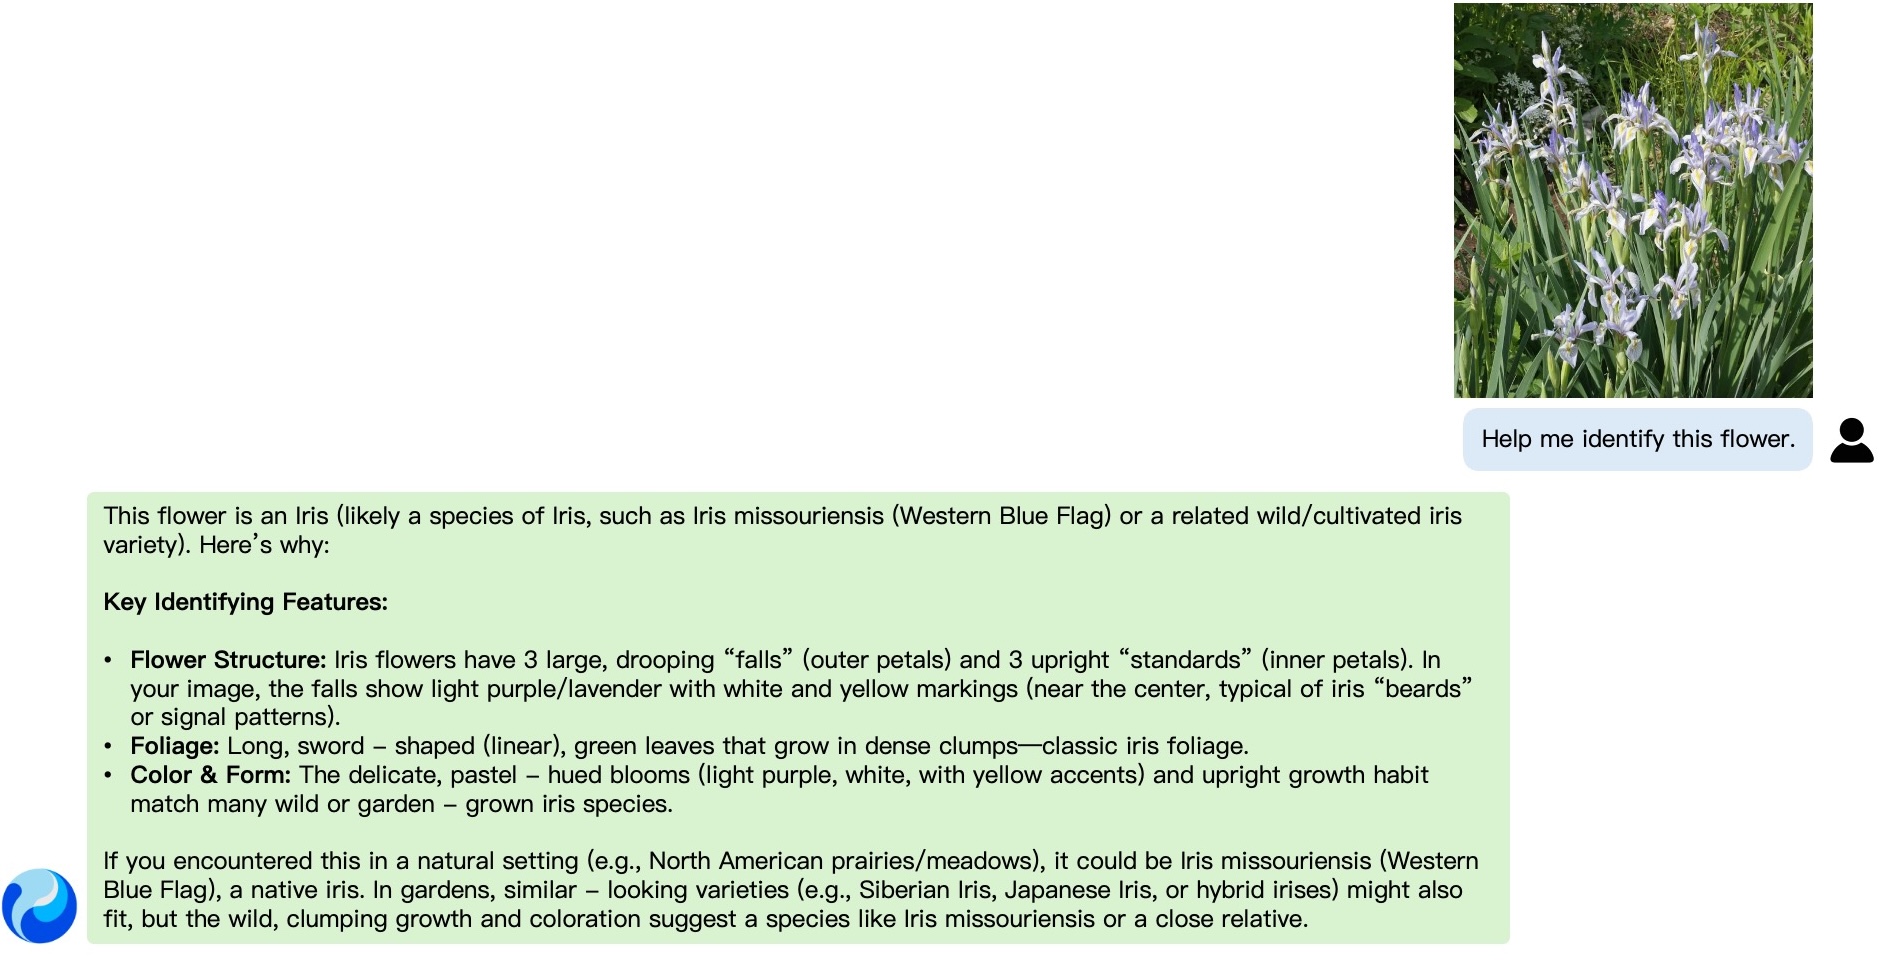 Help me identify this flower.
This flower is an Iris (likely a species of Iris, such as Iris missouriensis (Western Blue Flag) or a related wild/cultivated iris
variety). Here’s why:
Key Identifying Features:
• Flower Structure: Iris flowers have 3 large, drooping “falls” (outer petals) and 3 upright “standards” (inner petals). In
your image, the falls show light purple/lavender with white and yellow markings (near the center, typical of iris “beards”
or signal patterns).
• Foliage: Long, sword – shaped (linear), green leaves that grow in dense clumps—classic iris foliage.
• Color & Form: The delicate, pastel – hued blooms (light purple, white, with yellow accents) and upright growth habit
match many wild or garden – grown iris species.
If you encountered this in a natural setting (e.g., North American prairies/meadows), it could be Iris missouriensis (Western
Blue Flag), a native iris. In gardens, similar – looking varieties (e.g., Siberian Iris, Japanese Iris, or hybrid irises) might also
fit, but the wild, clumping growth and coloration suggest a species like Iris missouriensis or a close relative.